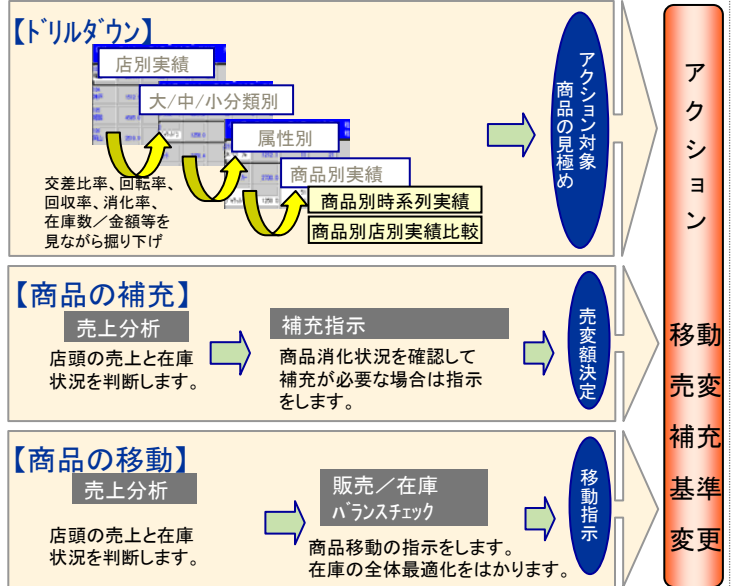 【ﾄﾞﾘﾙﾀﾞｳﾝ】
店別実績
大/中/小分類別
属性別
商品別実績
商品別時系列実績
商品別店別実績比較
交差比率、回転率、
回収率、消化率、
在庫数／金額等を
見ながら掘り下げ
アクション対象
商品の見極め
【商品の補充】
売上分析
店頭の売上と在庫
状況を判断します。
補充指示
商品消化状況を確認して
補充が必要な場合は指示
をします。
売変額決定
【商品の移動】
売上分析
店頭の売上と在庫
状況を判断します。
販売／在庫
ﾊﾞﾗﾝｽﾁｪｯｸ
商品移動の指示をします。
在庫の全体最適化をはかります。
移動指示
アクション
移動
売変
補充
基準
変更